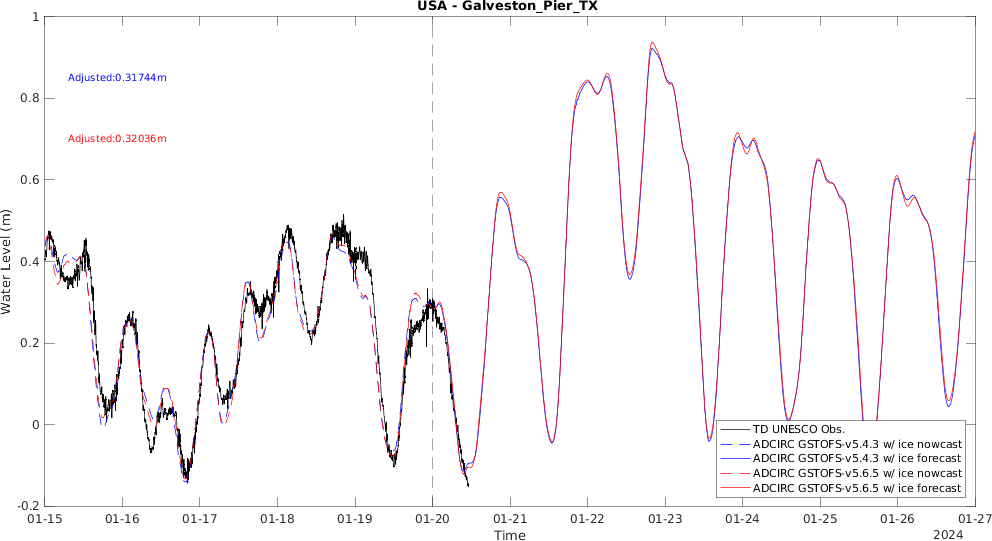 USA - Galveston_Pier_TX
Adjusted:0.31744m
Adjusted:0.32036m
Water Level (m)
1
0.8
0.6
0.4
0.2
0
-0.2
TD UNESCO Obs.
ADCIRC GSTOFS-v5.4.3 w/ ice nowcast
ADCIRC GSTOFS-v5.4.3 w/ ice forecast
ADCIRC GSTOFS-v5.6.5 w/ ice nowcast
ADCIRC GSTOFS-v5.6.5 w/ ice forecast
01-15 01-16 01-17 01-18 01-19 01-20 01-21 01-22 01-23 01-24 01-25 01-26 01-27
Time
2024